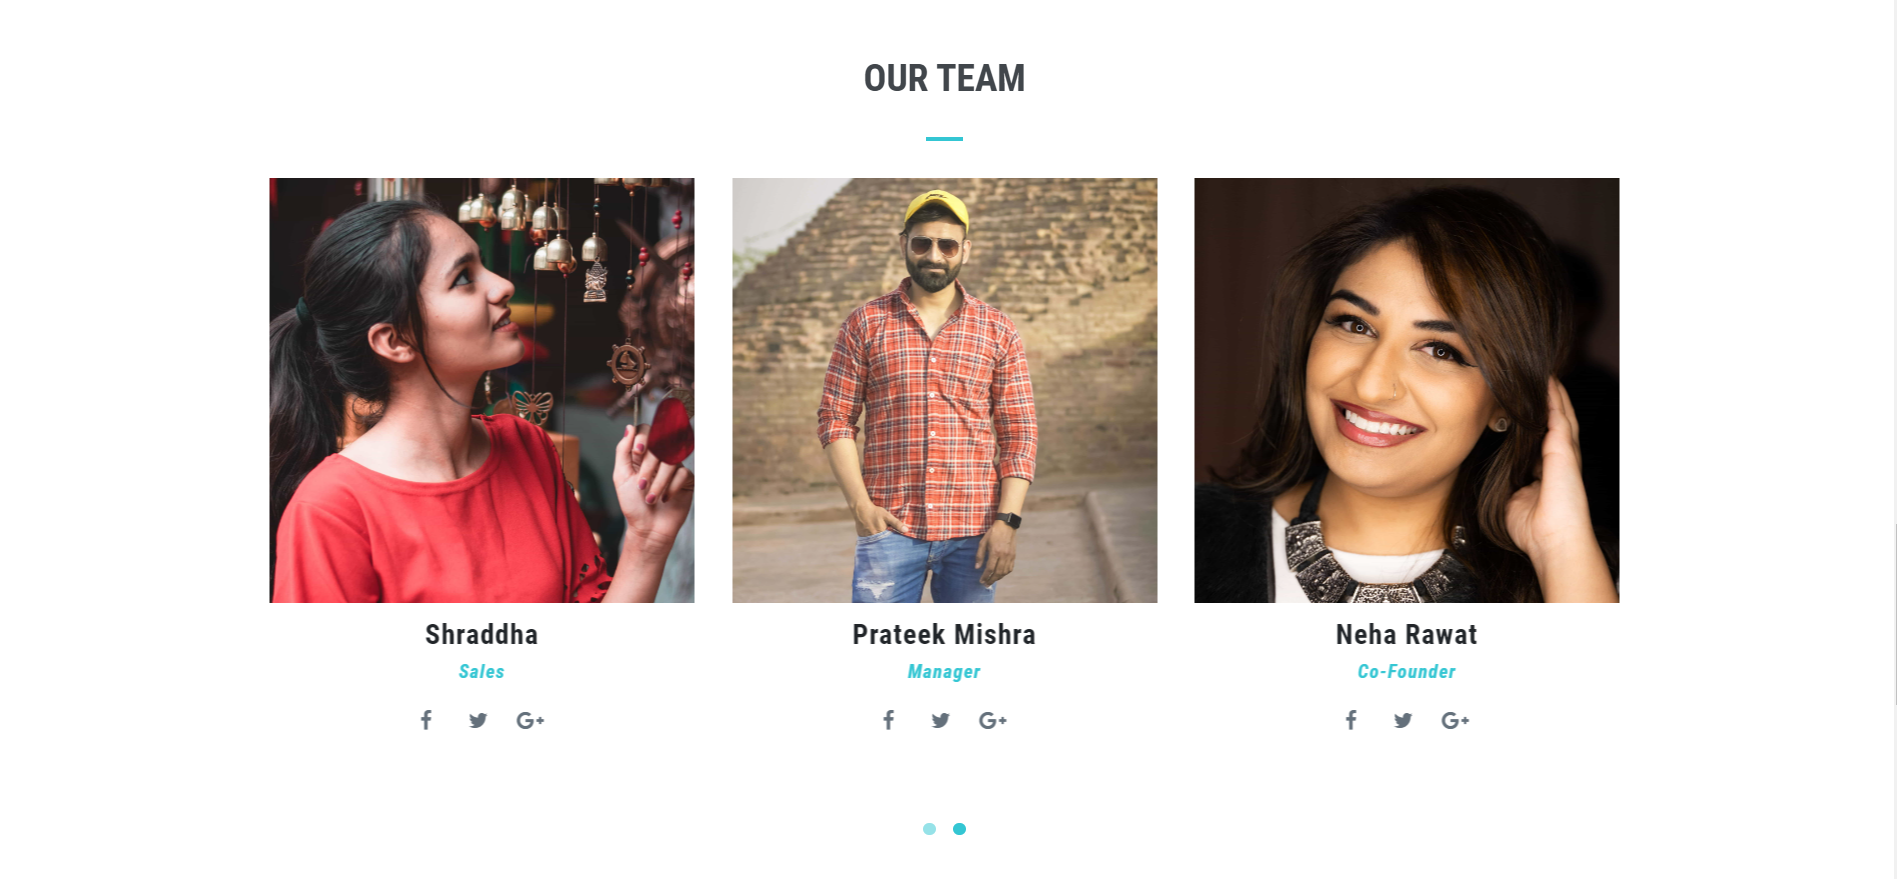 OUR TEAM
Shraddha
Sales
Prateek Mishra
Manager
Neha Rawat
Co-Founder